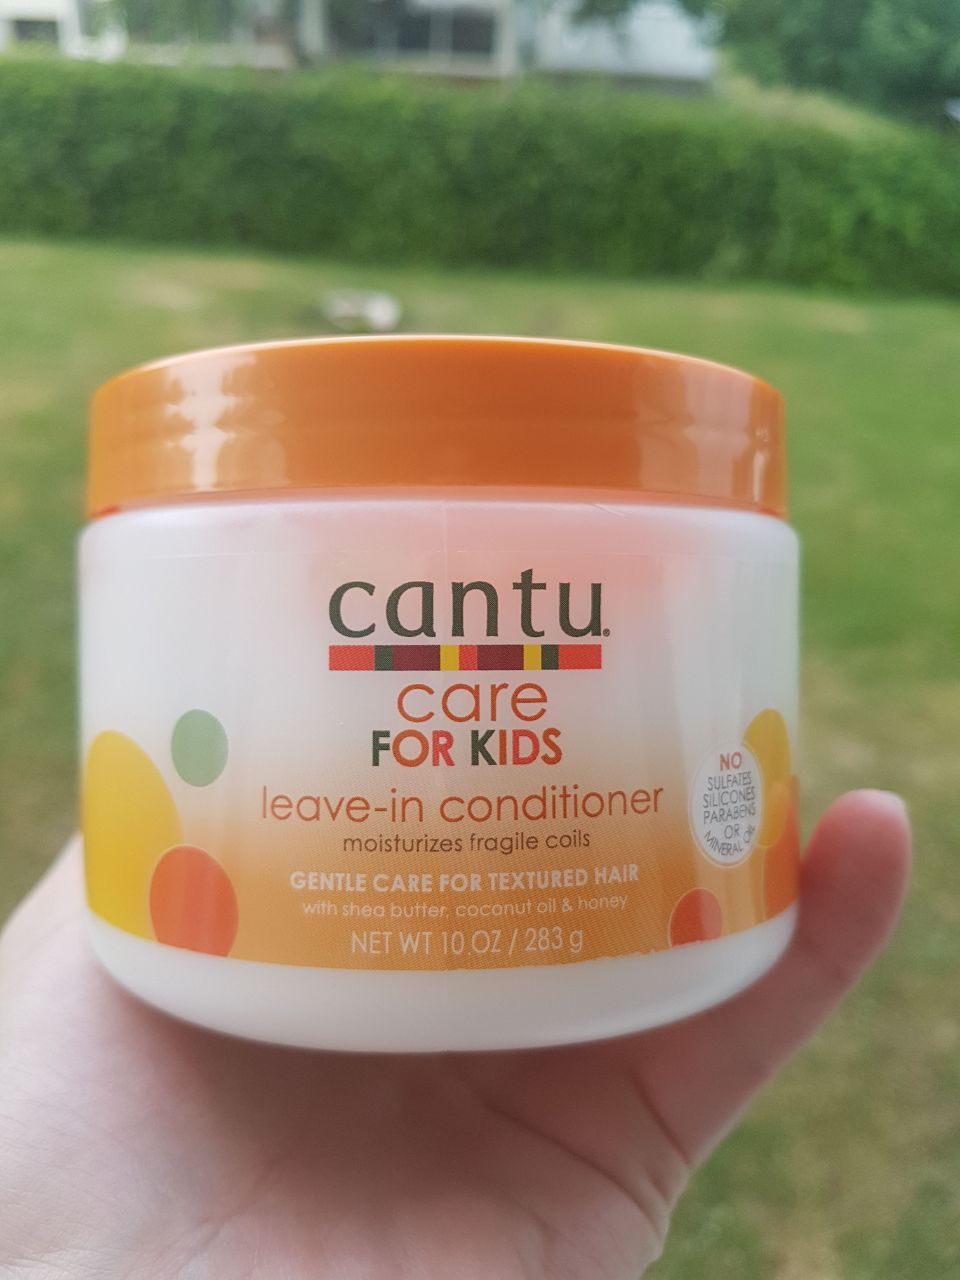 cantu®
care
FOR KIDS
leave-in conditioner
moisturizes fragile coils
GENTLE CARE FOR TEXTURED HAIR
with shea butter, coconut oil & honey
NET WT 10 OZ / 283 g
NO
SULFATES
SILICONES
PARABENS
OR
MINERAL OIL